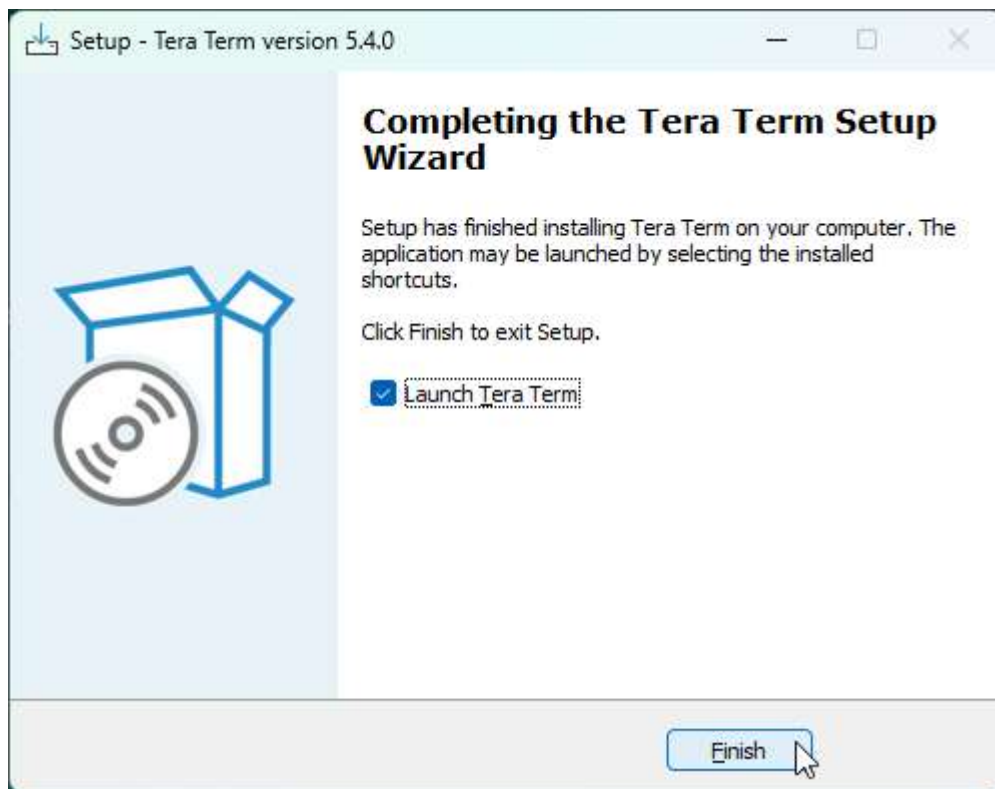 Setup - Tera Term version 5.4.0
Completing the Tera Term Setup
Wizard
Setup has finished installing Tera Term on your computer. The
application may be launched by selecting the installed
shortcuts.
Click Finish to exit Setup.
Launch Tera Term
Finish